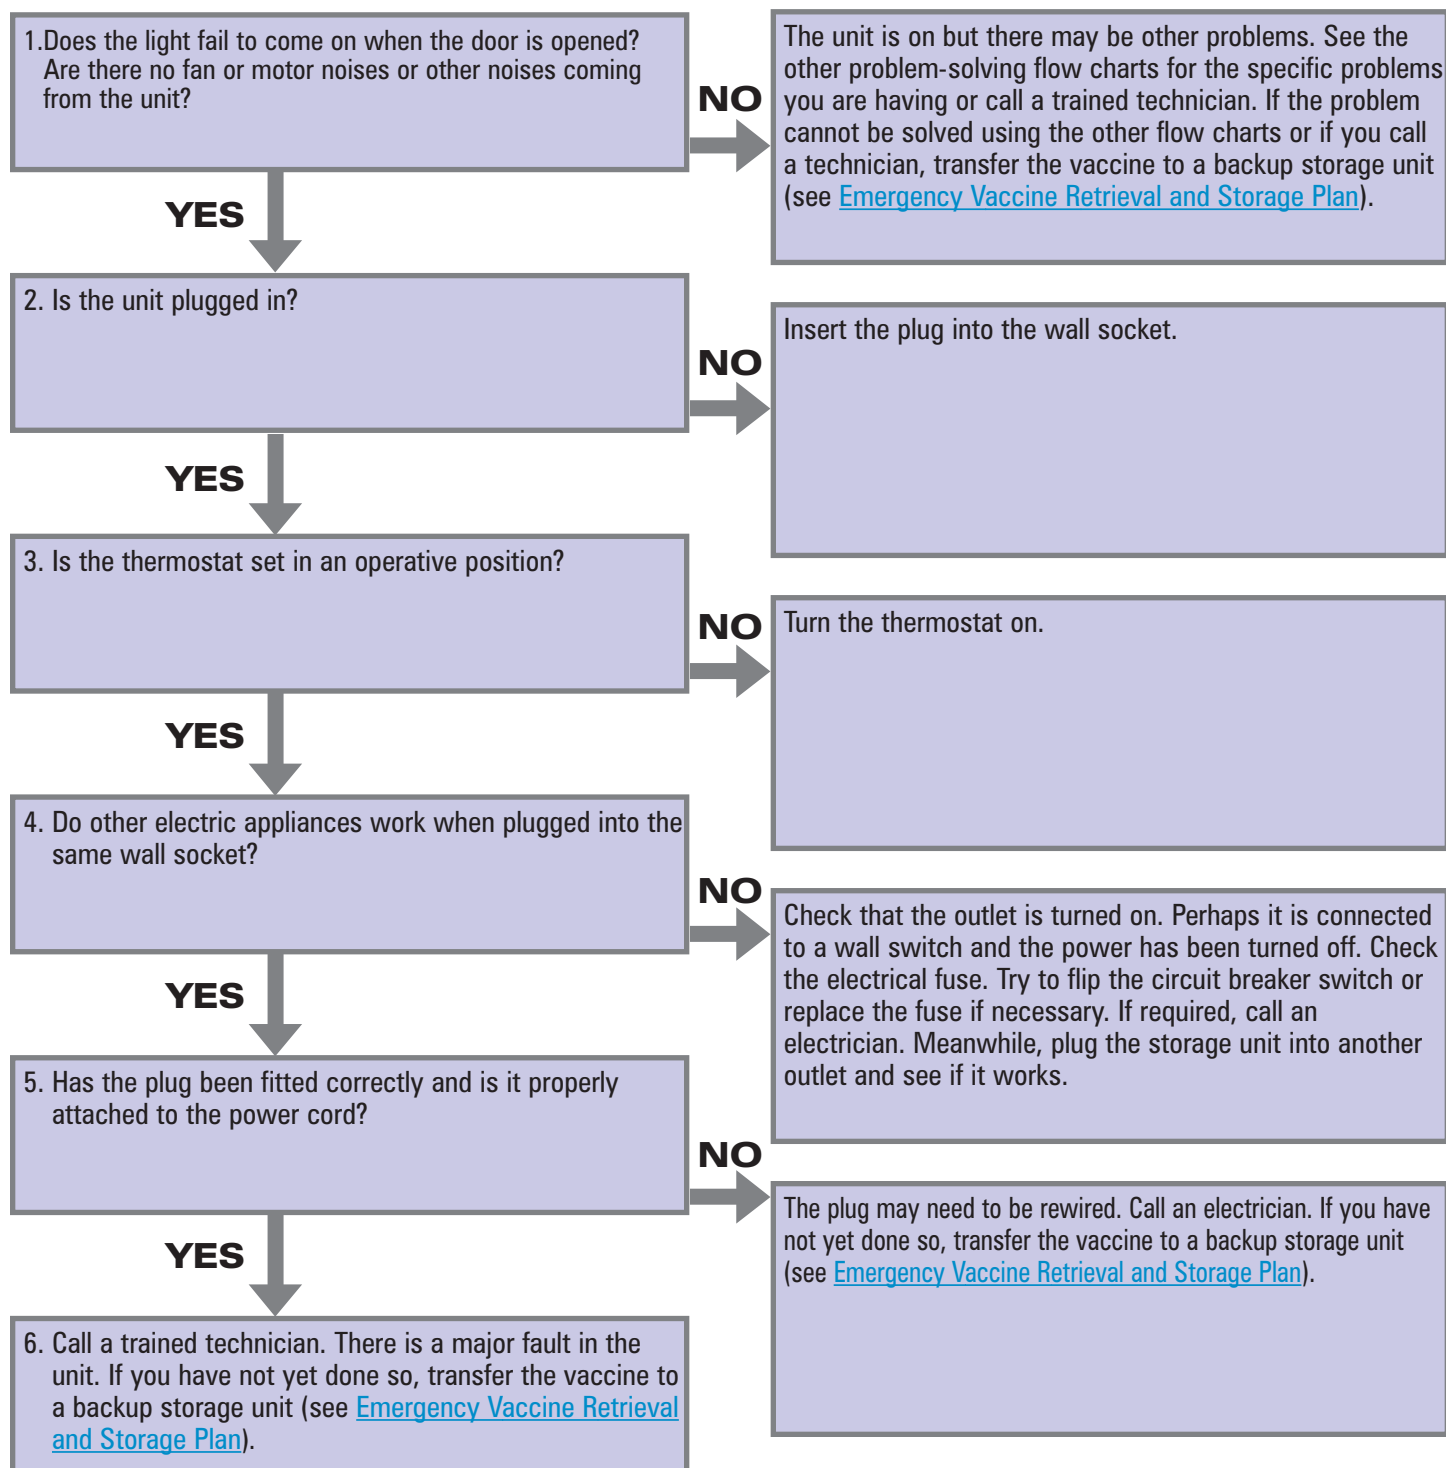 1.Does the light fail to come on when the door is opened?
Are there no fan or motor noises or other noises coming
from the unit?
NO
The unit is on but there may be other problems. See the
other problem-solving flow charts for the specific problems
you are having or call a trained technician. If the problem
cannot be solved using the other flow charts or if you call
a technician, transfer the vaccine to a backup storage unit
(see Emergency Vaccine Retrieval and Storage Plan).
YES
2. Is the unit plugged in?
NO
Insert the plug into the wall socket.
YES
3. Is the thermostat set in an operative position?
NO
Turn the thermostat on.
YES
4. Do other electric appliances work when plugged into the
same wall socket?
NO
Check that the outlet is turned on. Perhaps it is connected
to a wall switch and the power has been turned off. Check
the electrical fuse. Try to flip the circuit breaker switch or
replace the fuse if necessary. If required, call an
electrician. Meanwhile, plug the storage unit into another
outlet and see if it works.
YES
5. Has the plug been fitted correctly and is it properly
attached to the power cord?
NO
The plug may need to be rewired. Call an electrician. If you have
not yet done so, transfer the vaccine to a backup storage unit
(see Emergency Vaccine Retrieval and Storage Plan).
YES
6. Call a trained technician. There is a major fault in the
unit. If you have not yet done so, transfer the vaccine to
a backup storage unit (see Emergency Vaccine Retrieval
and Storage Plan).